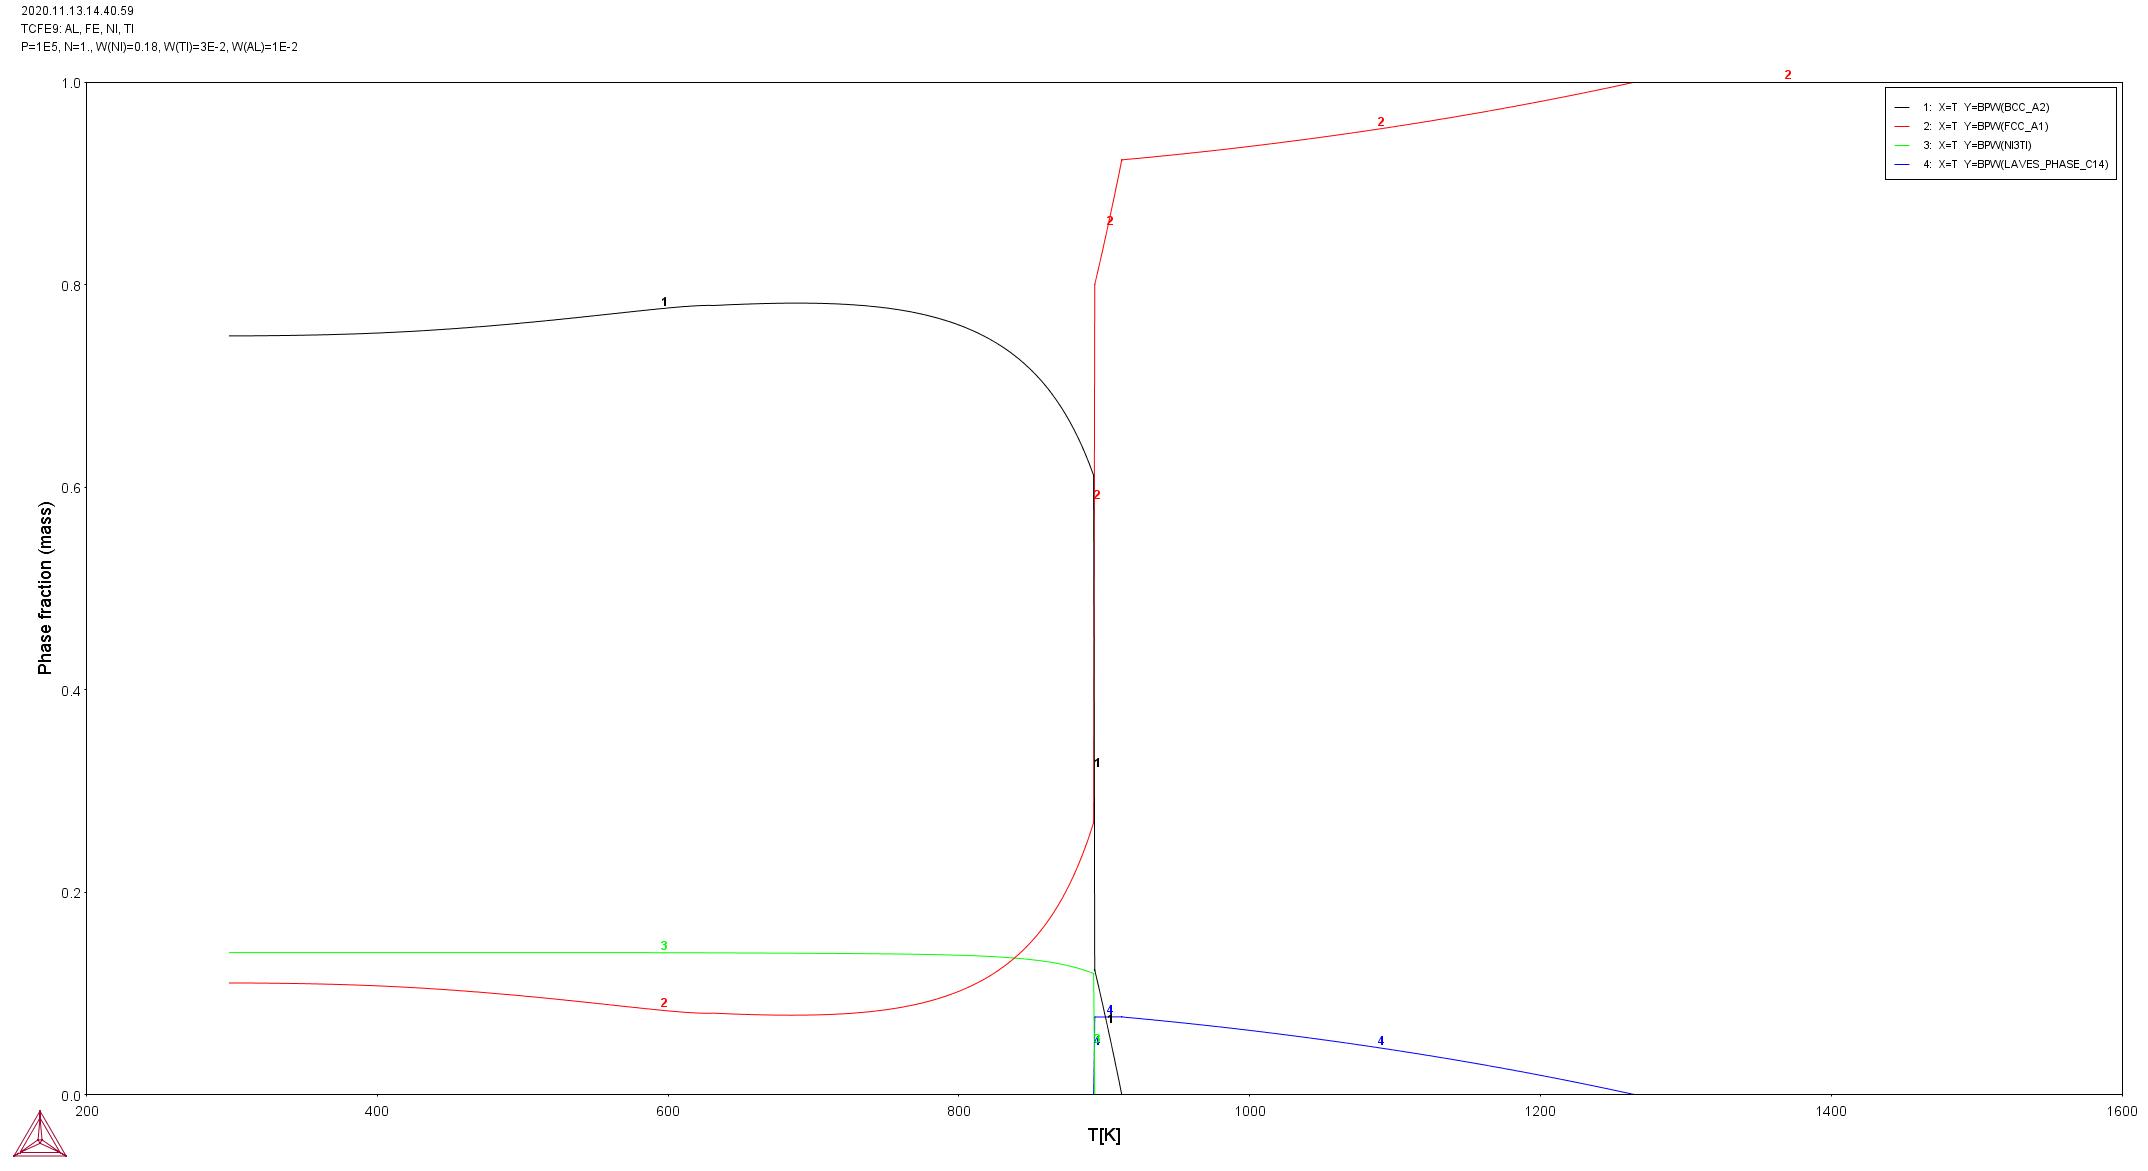 2020.11.13.14.40.59
TCFE9: AL, FE, NI, TI
P=1E5, N=1., W(NI)=0.18, W(TI)=3E-2, W(AL)=1E-2
1: X=T Y=BPW(BCC_A2)
2: X=T Y=BPW(FCC_A1)
3: X=T Y=BPW(NI3TI)
4: X=T Y=BPW(LAVES_PHASE_C14)
Phase fraction (mass)
1.0
0.8
0.6
0.4
0.2
0.0
2
2
2
1
2
1
3
2
4
1
4
3
4
200 400 600 800 1000 1200 1400 1600
T[K]